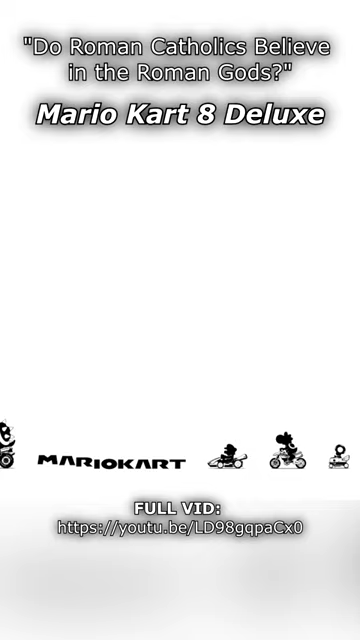 "Do Roman Catholics Believe
in the Roman Gods?"
Mario Kart 8 Deluxe
MARIOKART
FULL VID:
https://youtu.be/LD98gqpaCx0